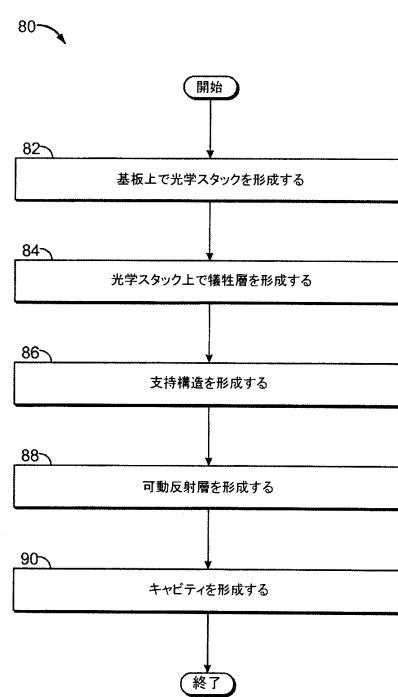 80
開始
82
基板上で光学スタックを形成する
84
光学スタック上で犠牲層を形成する
86
支持構造を形成する
88
可動反射層を形成する
90
キャビティを形成する
終了